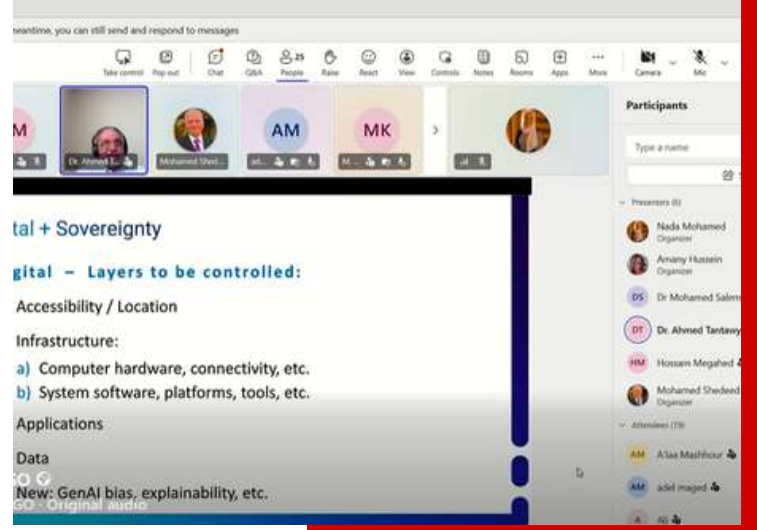 meantime, you can still send and respond to messages
Take control Pop out Chat Q&A 25 People Raise React View Controls Notes Rooms Apps More Camera Mic
M
Dr. Ahmed T...
Mohamed Shed...
AM
ad...
MK
M...
Participants
Type a name
Presenters (6)
Nada Mohamed
Organizer
Amany Hussein
Organizer
DS Dr Mohamed Salem
DT Dr. Ahmed Tantawy
HM Hossam Megahed
Mohamed Shedeed
Organizer
Attendees (19)
AM A'laa Mashhour
AM adel maged
A Ali
tal + Sovereignty
gital – Layers to be controlled:
Accessibility / Location
Infrastructure:
a) Computer hardware, connectivity, etc.
b) System software, platforms, tools, etc.
Applications
Data
New: GenAI bias, explainability, etc.
GO
GO · Original audio